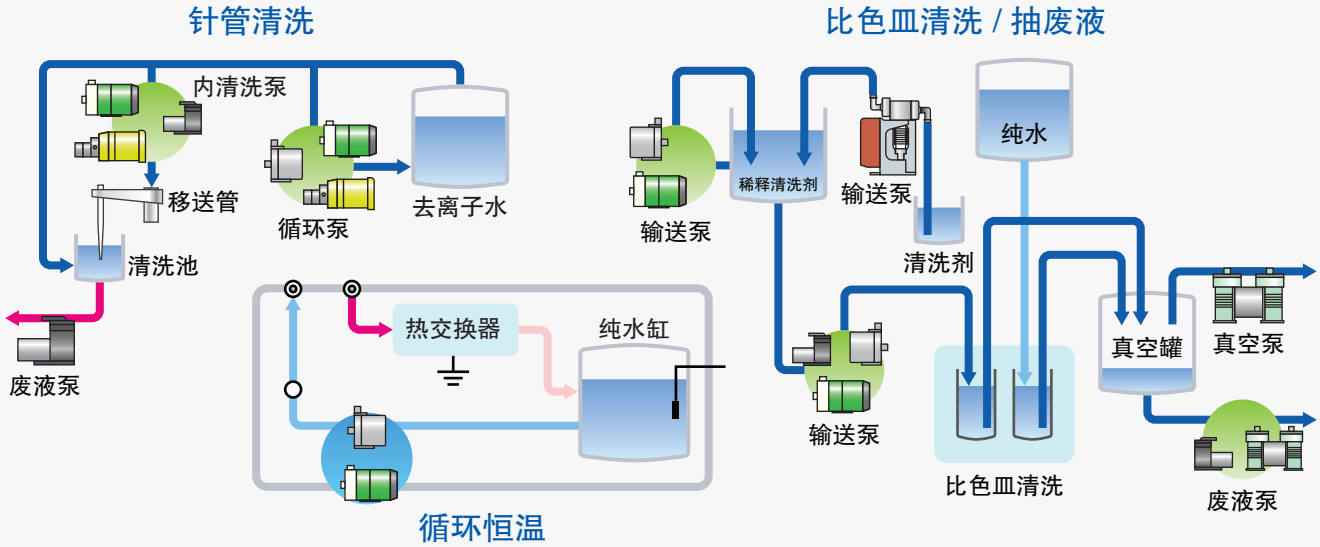 针管清洗
内清洗泵
移送管
清洗池
废液泵
循环泵
去离子水
热交换器
纯水缸
循环恒温
比色皿清洗 / 抽废液
输送泵
稀释清洗剂
输送泵
清洗剂
纯水
输送泵
比色皿清洗
真空罐
真空泵
废液泵